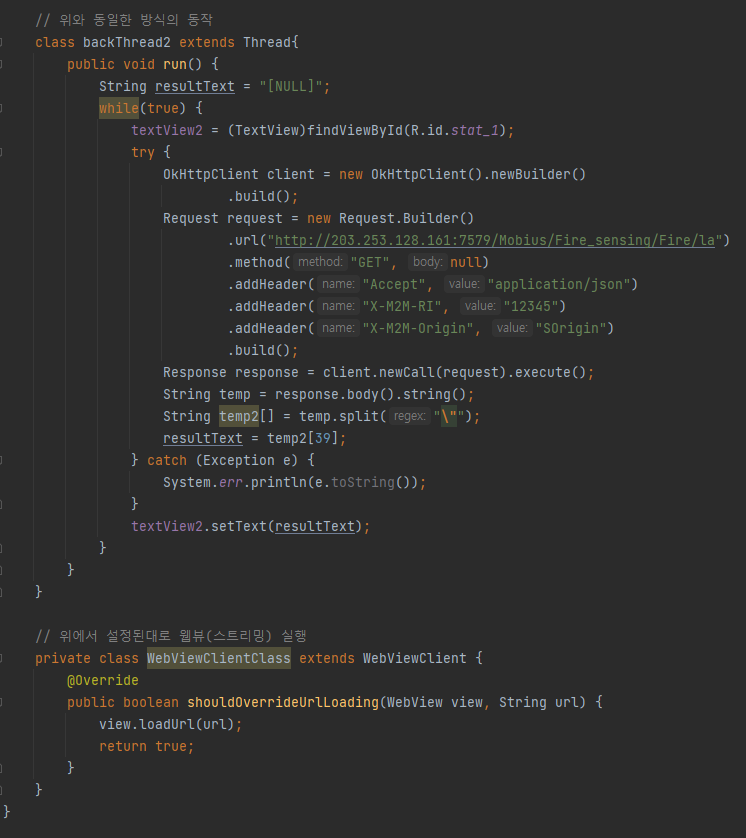 // 위와 동일한 방식의 동작
class backThread2 extends Thread{
public void run() {
String resultText = "[NULL]";
while(true) {
textView2 = (TextView)findViewById(R.id.stat_1);
try {
OkHttpClient client = new OkHttpClient().newBuilder()
.build();
Request request = new Request.Builder()
.url("http://203.253.128.161:7579/Mobius/Fire_sensing/Fire/la")
.method( method: "GET", body: null)
.addHeader( name: "Accept", value: "application/json")
.addHeader( name: "X-M2M-RI", value: "12345")
.addHeader( name: "X-M2M-Origin", value: "SOrigin")
.build();
Response response = client.newCall(request).execute();
String temp = response.body().string();
String temp2[] = temp.split( regex: "\"");
resultText = temp2[39];
} catch (Exception e) {
System.err.println(e.toString());
}
textView2.setText(resultText);
}
}
}
// 위에서 설정된대로 웹뷰(스트리밍) 실행
private class WebViewClientClass extends WebViewClient {
@Override
public boolean shouldOverrideUrlLoading(WebView view, String url) {
view.loadUrl(url);
return true;
}
}
}